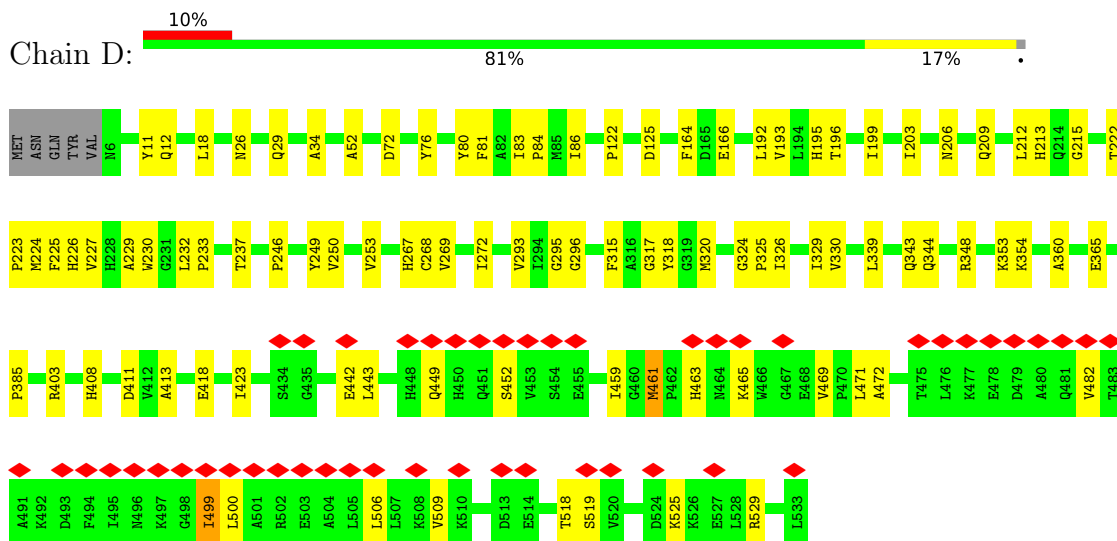 10%
Chain D:
81% 17% •
MET ASN GLN TYR VAL N6 Y11 Q12 L18 N26 Q29 A34 A52 D72 Y76 Y80 F81 A82 I83 P84 M85 I86 P122 D125 F164 D165 E166 L192 V193 L194 H195 T196 I199 I203 N206 Q209 L212 H213 Q214 G215 T222
P223 M224 F225 H226 V227 H228 A229 W230 G231 L232 P233 T237 P246 Y249 V250 V253 H267 C268 V269 I272 V293 I294 G295 G296 F315 A316 G317 Y318 G319 M320 G324 P325 I326 I329 V330 L339 Q343 Q344 R348 K353 K354 A360 E365
P385 R403 H408 D411 V412 A413 E418 I423 S434 G435 E442 L443 H448 Q449 H450 Q451 S452 V453 S454 E455 I459 G460 M461 P462 H463 N464 K465 W466 G467 E468 V469 P470 L471 A472 T475 L476 K477 E478 D479 A480 Q481 V482 T483
A491 K492 D493 F494 I495 N496 K497 G498 I499 L500 A501 R502 E503 A504 L505 L506 L507 K508 V509 K510 D513 E514 T518 S519 V520 D524 K525 K526 E527 L528 R529 L533